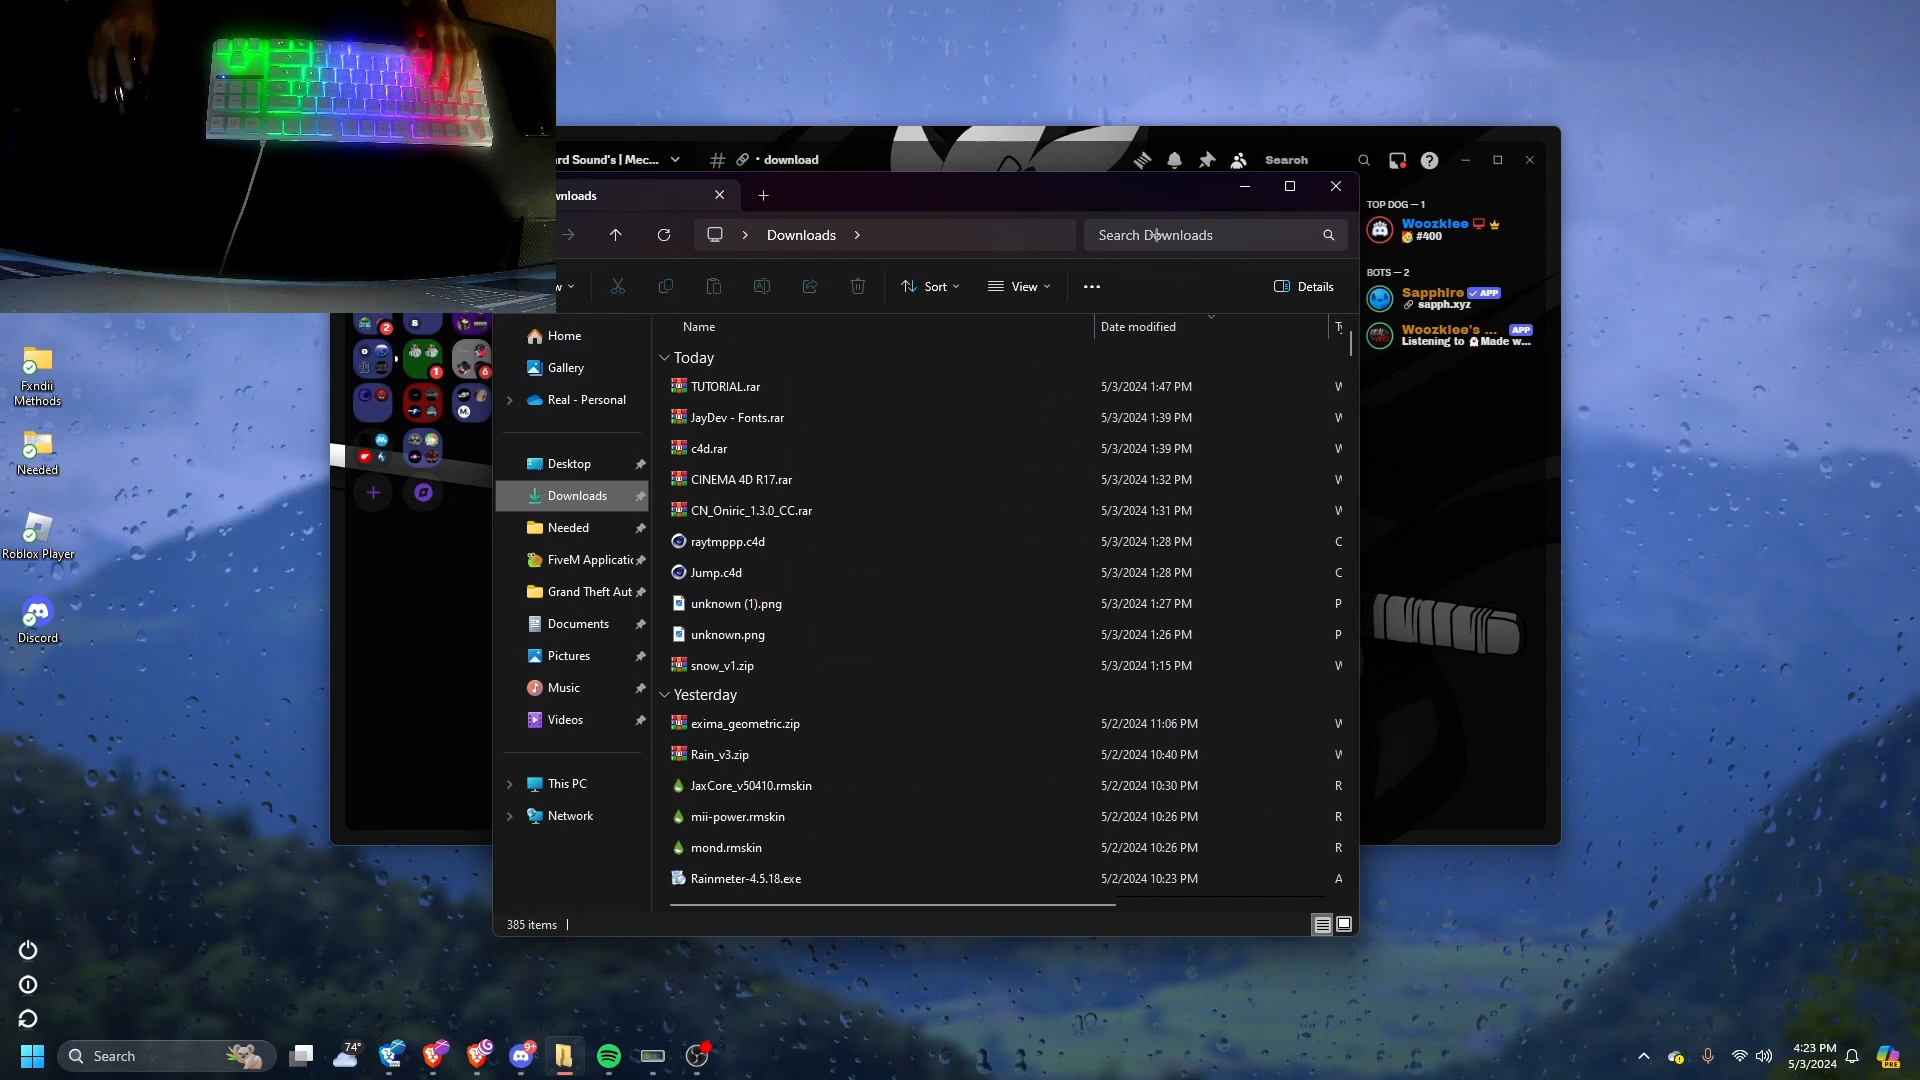 rd Sound's | Mec...
• download
Search
wnloads
Downloads
Search Downloads
w
Sort
View
Details
TOP DOG — 1
Woozklee
#400
BOTS — 2
Sapphire
APP
sapph.xyz
Woozklee's ...
APP
Listening to Made w...
Home
Gallery
Real - Personal
Desktop
Downloads
Needed
FiveM Applicatic
Grand Theft Aut
Documents
Pictures
Music
Videos
This PC
Network
Name
Date modified
Today
TUTORIAL.rar 5/3/2024 1:47 PM W
JayDev - Fonts.rar 5/3/2024 1:39 PM W
c4d.rar 5/3/2024 1:39 PM W
CINEMA 4D R17.rar 5/3/2024 1:32 PM W
CN_Oniric_1.3.0_CC.rar 5/3/2024 1:31 PM W
raytmppp.c4d 5/3/2024 1:28 PM C
Jump.c4d 5/3/2024 1:28 PM C
unknown (1).png 5/3/2024 1:27 PM P
unknown.png 5/3/2024 1:26 PM P
snow_v1.zip 5/3/2024 1:15 PM W
Yesterday
exima_geometric.zip 5/2/2024 11:06 PM W
Rain_v3.zip 5/2/2024 10:40 PM W
JaxCore_v50410.rmskin 5/2/2024 10:30 PM R
mii-power.rmskin 5/2/2024 10:26 PM R
mond.rmskin 5/2/2024 10:26 PM R
Rainmeter-4.5.18.exe 5/2/2024 10:23 PM A
385 items
Fxndii
Methods
Needed
Roblox Player
Discord
2
1
6
Search
74°
9+
4:23 PM
5/3/2024
PRE